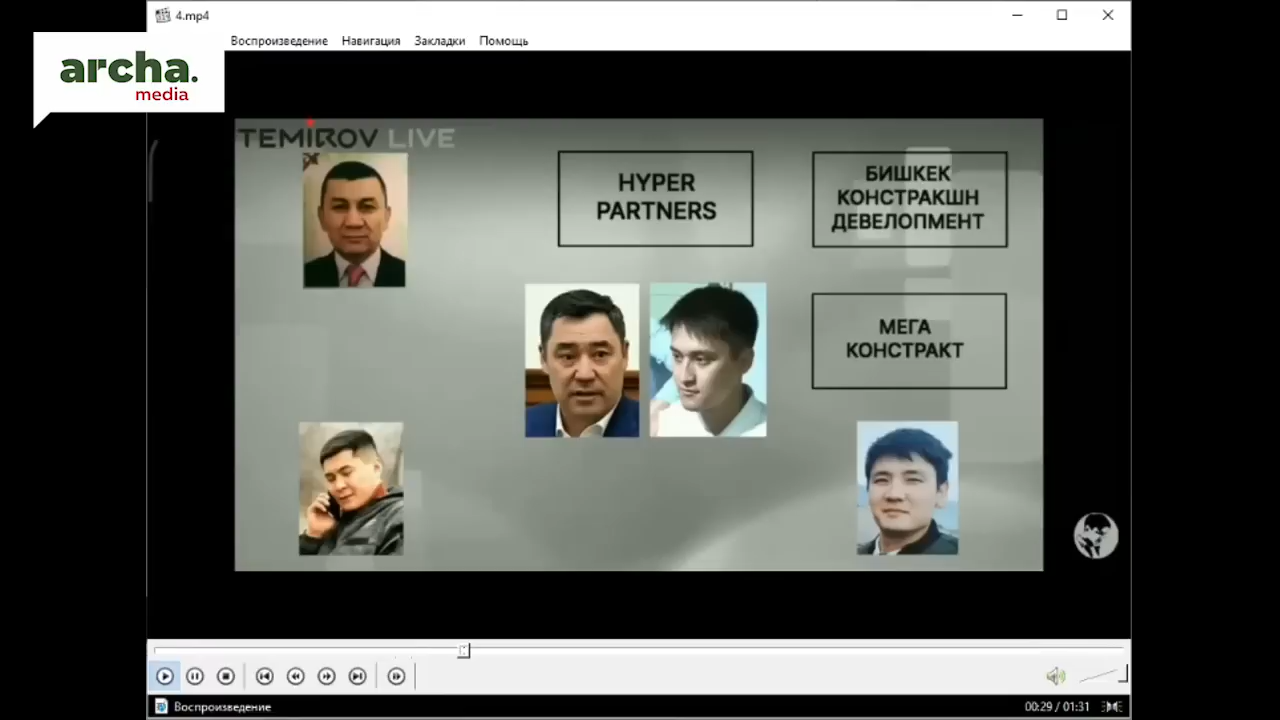 4.mp4
Воспроизведение Навигация Закладки Помощь
archa.
media
TEMIROV LIVE
HYPER
PARTNERS
БИШКЕК
КОНСТРАКШН
ДЕВЕЛОПМЕНТ
МЕГА
КОНСТРАКТ
Воспроизведение
00:29 / 01:31